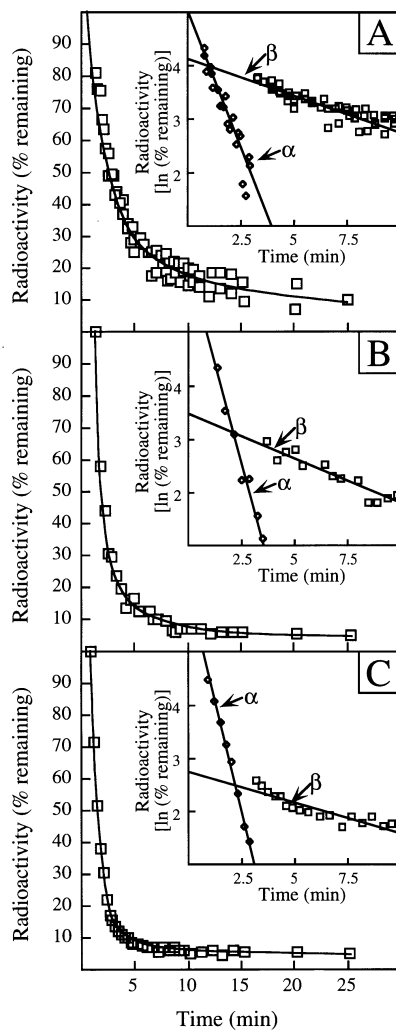 A
90
80
70
60
50
40
30
20
10
Radioactivity (% remaining)
Radioactivity
[ln (% remaining)]
4
3
2
β
α
2.5 5 7.5
Time (min)
B
90
80
70
60
50
40
30
20
10
Radioactivity (% remaining)
Radioactivity
[ln (% remaining)]
4
3
2
β
α
2.5 5 7.5
Time (min)
C
90
80
70
60
50
40
30
20
10
Radioactivity (% remaining)
Radioactivity
[ln (% remaining)]
4
3
2
α
β
2.5 5 7.5
Time (min)
5 10 15 20 25
Time (min)